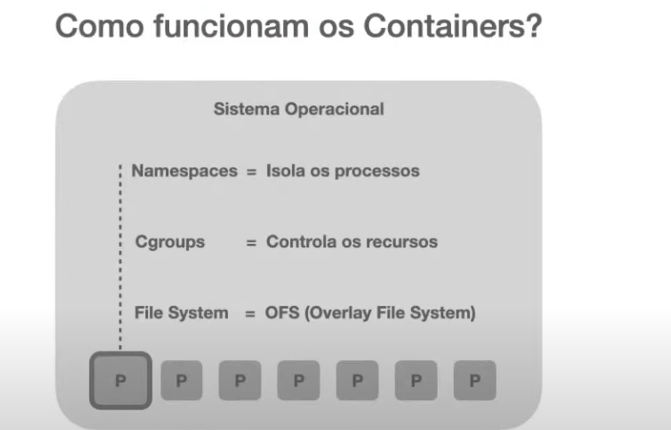 Como funcionam os Containers?
Sistema Operacional
Namespaces = Isola os processos
Cgroups = Controla os recursos
File System = OFS (Overlay File System)
P P P P P P P